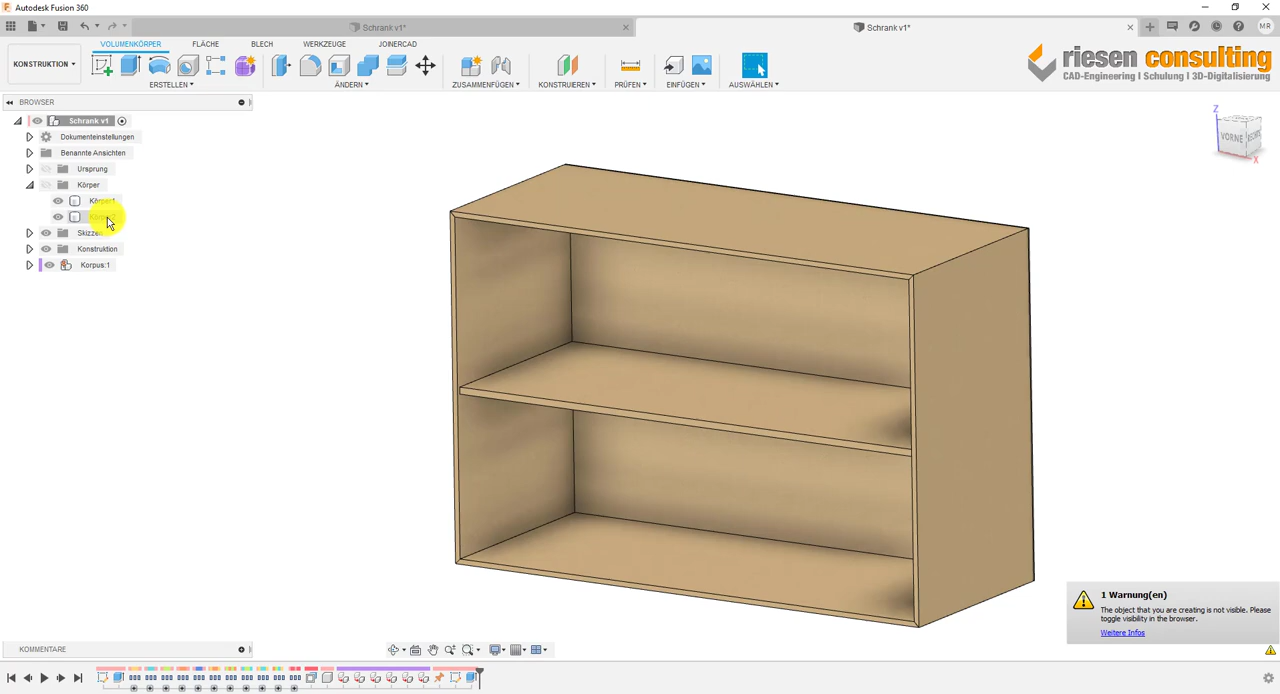 Autodesk Fusion 360
Schrank v1*
Schrank v1*
MR
KONSTRUKTION
VOLUMENKÖRPER
FLÄCHE
BLECH
WERKZEUGE
JOINERCAD
ERSTELLEN
ÄNDERN
ZUSAMMENFÜGEN
KONSTRUIEREN
PRÜFEN
EINFÜGEN
AUSWÄHLEN
riesen consulting
CAD-Engineering | Schulung | 3D-Digitalisierung
BROWSER
Schrank v1
Dokumenteinstellungen
Benannte Ansichten
Ursprung
Körper
Körper1
Skizzen
Konstruktion
Korpus:1
Z
VORNE
X
1 Warnung(en)
The object that you are creating is not visible. Please
toggle visibility in the browser.
Weitere Infos
KOMMENTARE